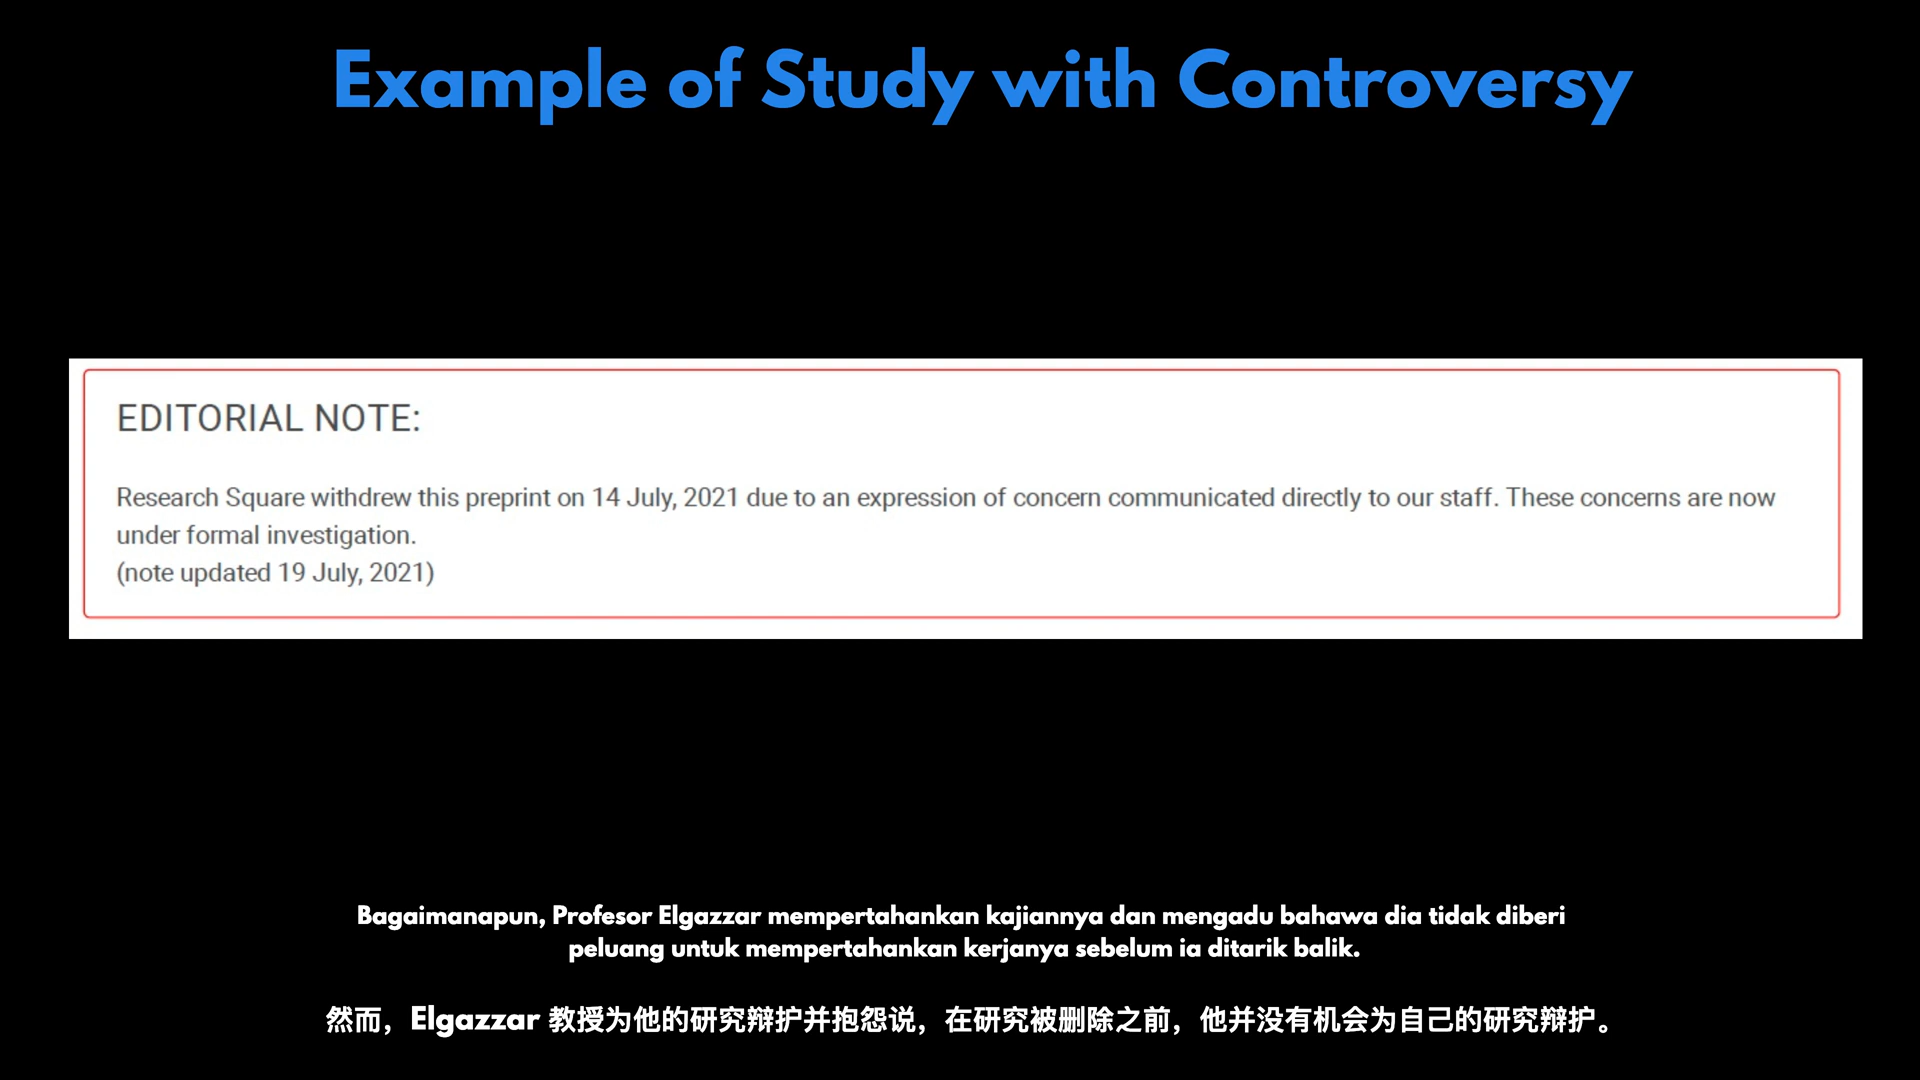 Example of Study with Controversy
EDITORIAL NOTE:
Research Square withdrew this preprint on 14 July, 2021 due to an expression of concern communicated directly to our staff. These concerns are now
under formal investigation.
(note updated 19 July, 2021)
Bagaimanapun, Profesor Elgazzar mempertahankan kajiannya dan mengadu bahawa dia tidak diberi
peluang untuk mempertahankan kerjanya sebelum ia ditarik balik.
然而，Elgazzar 教授为他的研究辩护并抱怨说，在研究被删除之前，他并没有机会为自己的研究辩护。